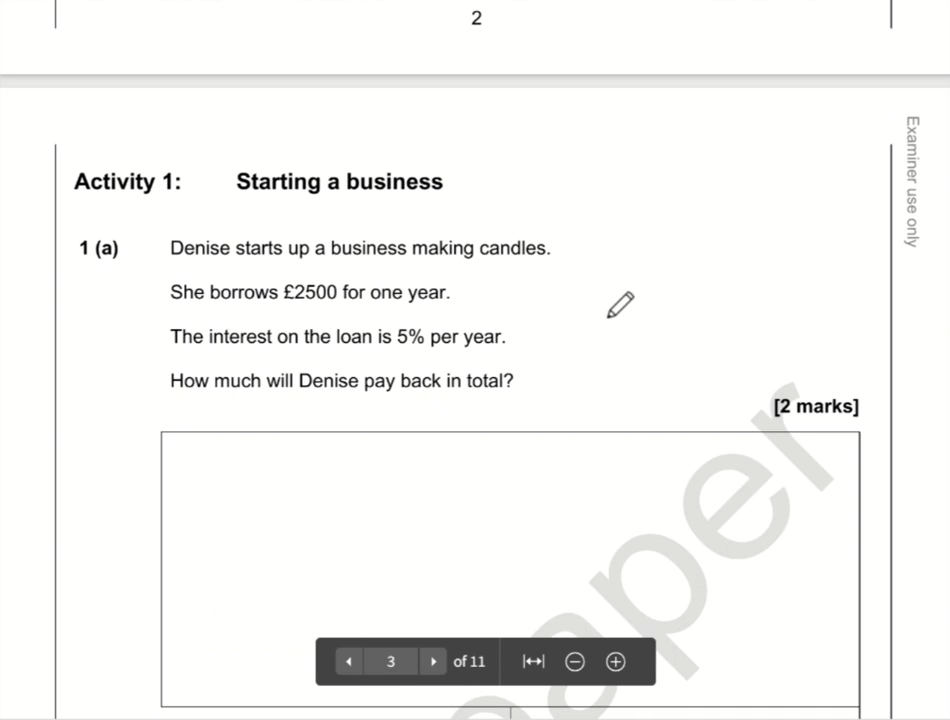 2
Examiner use only
Activity 1: Starting a business
1 (a) Denise starts up a business making candles.
She borrows £2500 for one year.
The interest on the loan is 5% per year.
How much will Denise pay back in total?
[2 marks]
aper
3 of 11